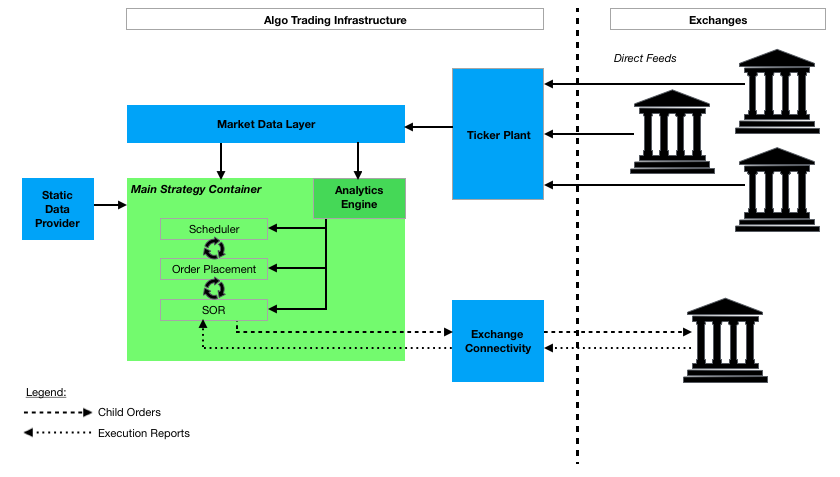 Algo Trading Infrastructure
Exchanges
Direct Feeds
Ticker Plant
Market Data Layer
Static
Data
Provider
Main Strategy Container
Analytics
Engine
Scheduler
Order Placement
SOR
Exchange
Connectivity
Legend:
Child Orders
Execution Reports